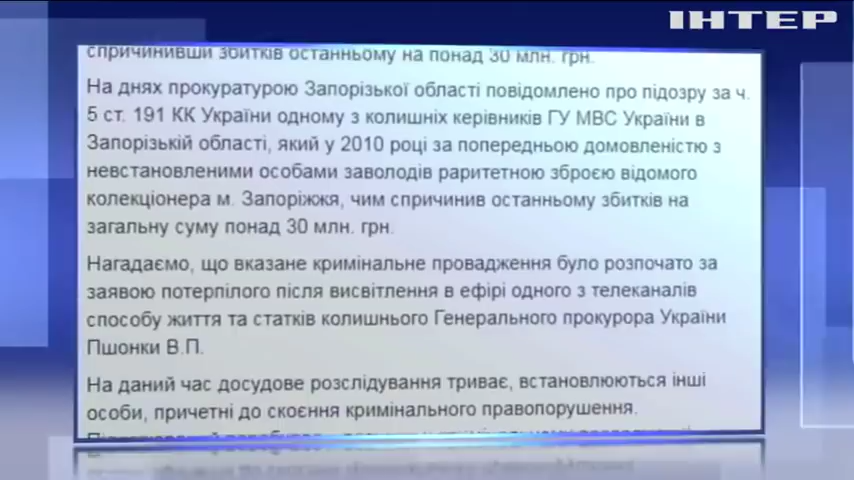 ІНТЕР
спричинивши збитків останньому на понад 30 млн. грн.
На днях прокуратурою Запорізької області повідомлено про підозру за ч.
5 ст. 191 КК України одному з колишніх керівників ГУ МВС України в
Запорізькій області, який у 2010 році за попередньою домовленістю з
невстановленими особами заволодів раритетною зброєю відомого
колекціонера м. Запоріжжя, чим спричинив останньому збитків на
загальну суму понад 30 млн. грн.
Нагадаємо, що вказане кримінальне провадження було розпочато за
заявою потерпілого після висвітлення в ефірі одного з телеканалів
способу життя та статків колишнього Генерального прокурора України
Пшонки В.П.
На даний час досудове розслідування триває, встановлюються інші
особи, причетні до скоєння кримінального правопорушення.